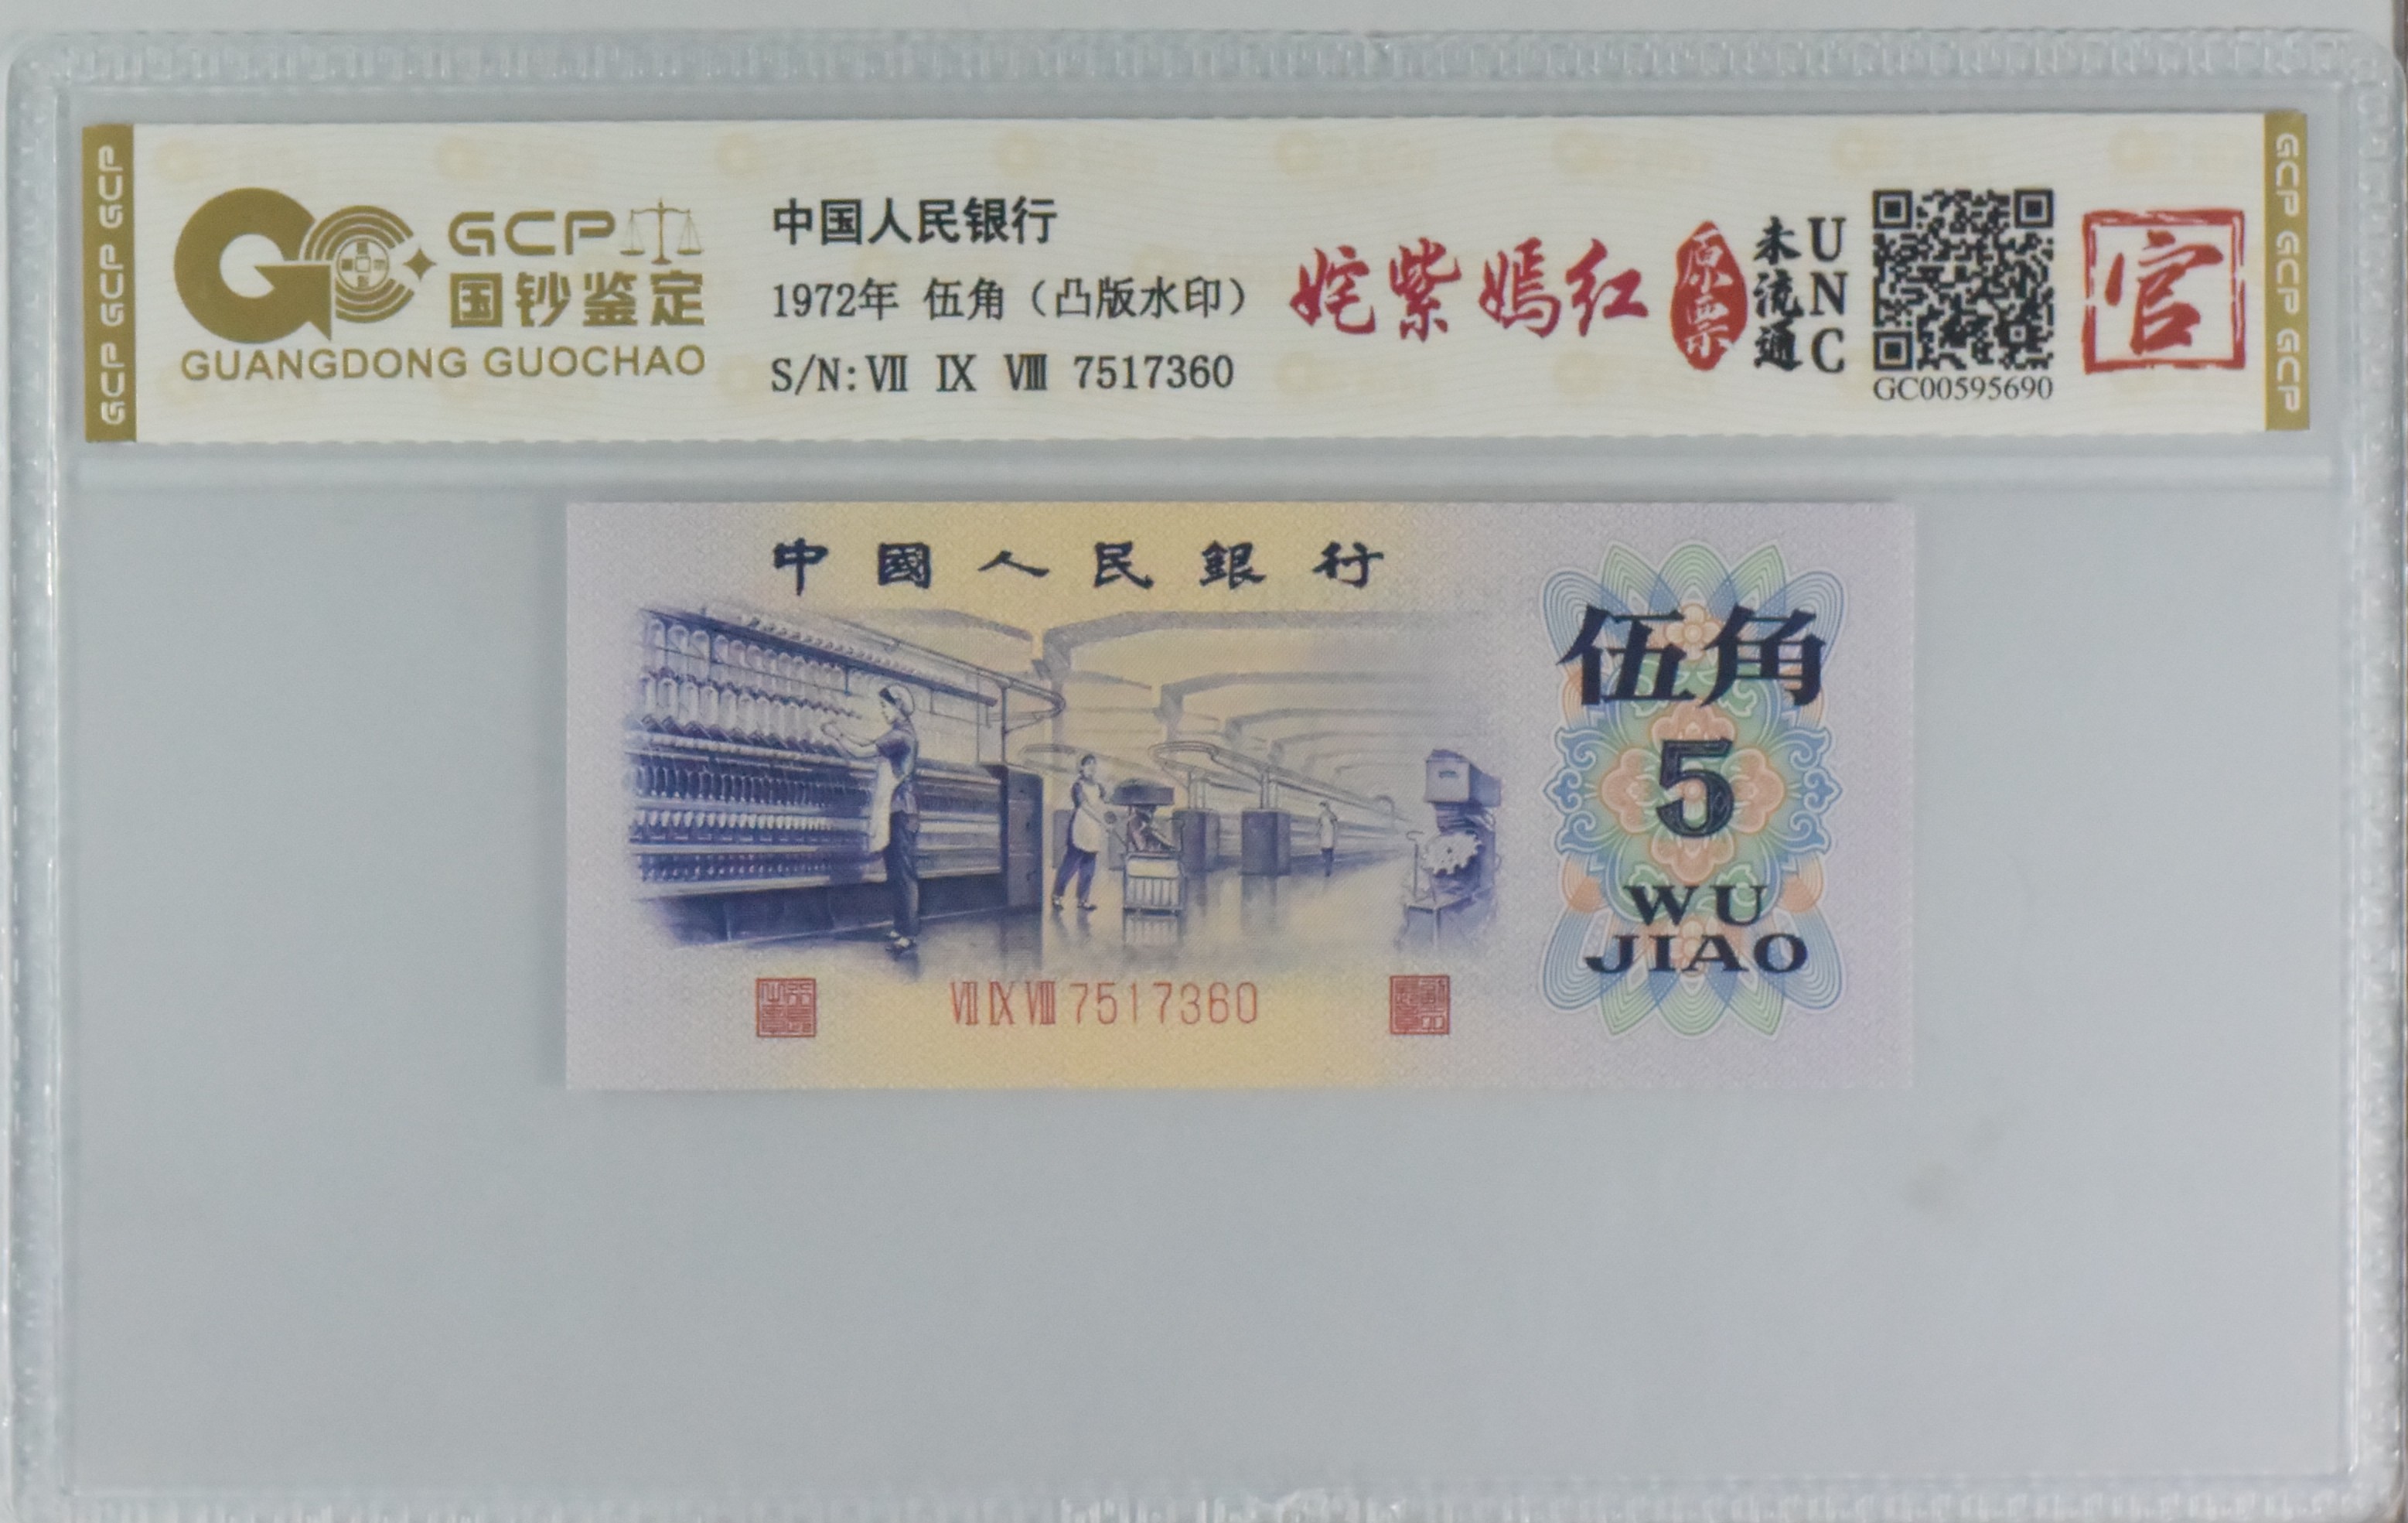 GCP GCP GCP
GCP
国钞鉴定
GUANGDONG GUOCHAO
中国人民银行
1972年 伍角（凸版水印）
S/N:Ⅶ Ⅸ Ⅷ 7517360
姹紫嫣红
原票
未流通
UNC
GC00595690
官
GCP GCP GCP
中國人民銀行
伍角
5
WU
JIAO
Ⅶ Ⅸ Ⅷ 7517360